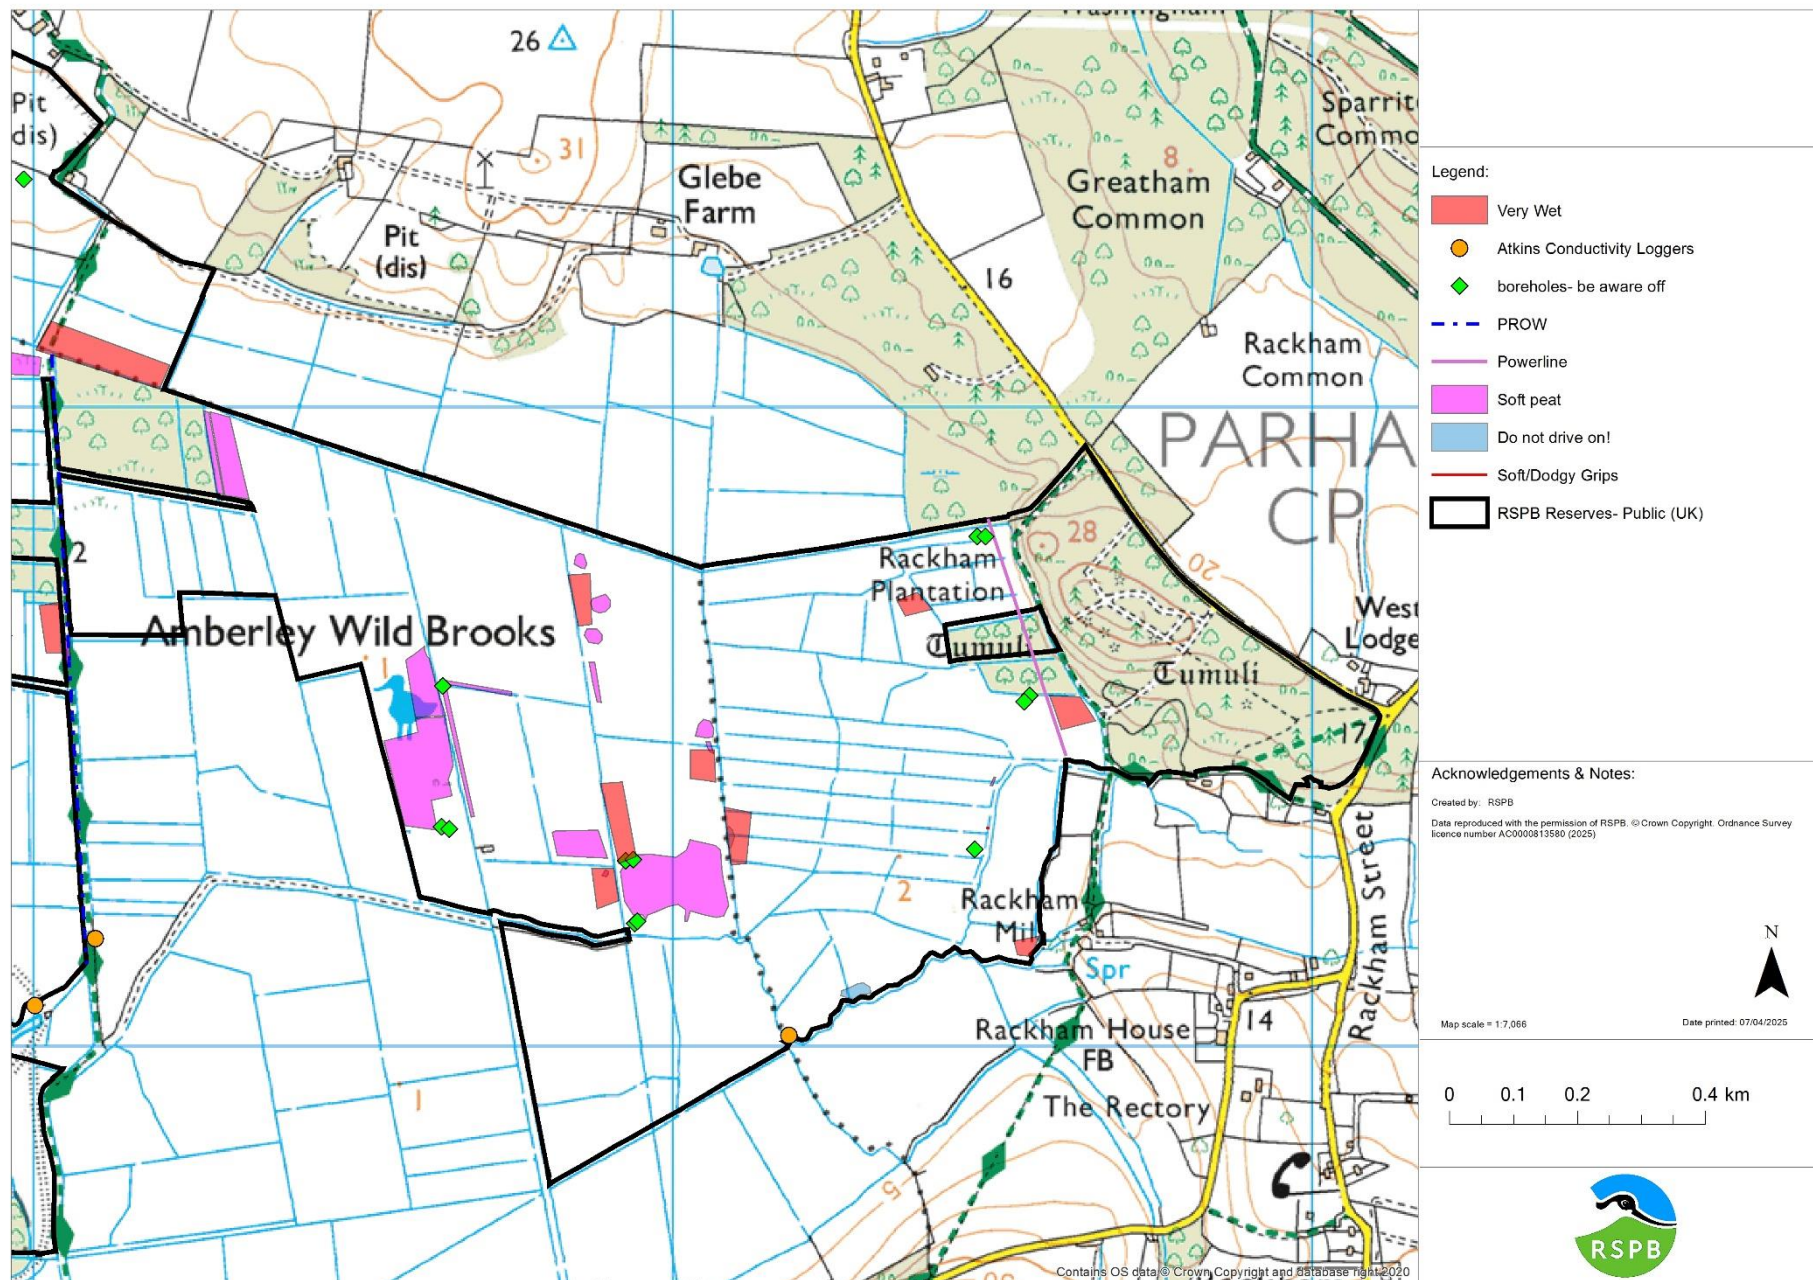 26
Washingham
Pit
dis)
31
Glebe
Farm
Pit
(dis)
Greatham
Common
8
Sparrite
Commo
16
Rackham
Common
PARHA
CP
28
20
Rackham
Plantation
Tumuli
Tumuli
West
Lodge
17
2
Amberley Wild Brooks
1
2
Rackham
Mill
Spr
Rackham House
FB
14
Rackham Street
The Rectory
1
5
Contains OS data © Crown Copyright and database right 2020
Legend:
Very Wet
Atkins Conductivity Loggers
boreholes- be aware off
PROW
Powerline
Soft peat
Do not drive on!
Soft/Dodgy Grips
RSPB Reserves- Public (UK)
Acknowledgements & Notes:
Created by: RSPB
Data reproduced with the permission of RSPB. © Crown Copyright. Ordnance Survey
licence number AC0000813580 (2025)
N
Map scale = 1:7,066
Date printed: 07/04/2025
0 0.1 0.2 0.4 km
RSPB